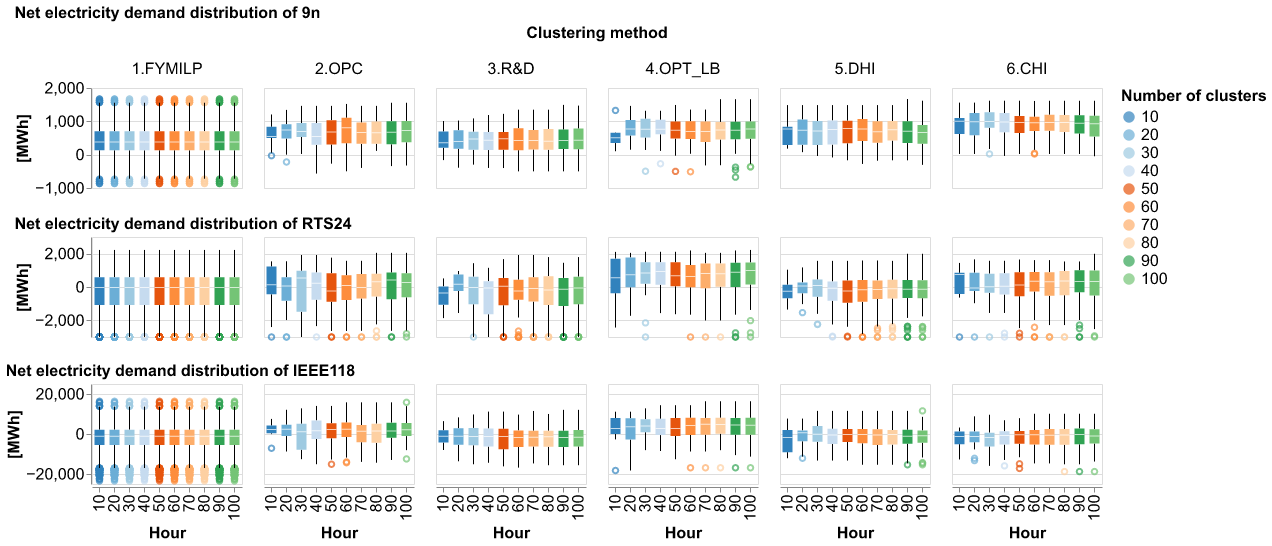 Net electricity demand distribution of 9n
Clustering method
1.FYMILP 2.OPC 3.R&D 4.OPT_LB 5.DHI 6.CHI
2,000
1,000
0
−1,000
[MWh]
Number of clusters
10
20
30
40
50
60
70
80
90
100
Net electricity demand distribution of RTS24
2,000
0
−2,000
[MWh]
Net electricity demand distribution of IEEE118
20,000
0
−20,000
[MWh]
10 20 30 40 50 60 70 80 90 100 10 20 30 40 50 60 70 80 90 100 10 20 30 40 50 60 70 80 90 100 10 20 30 40 50 60 70 80 90 100 10 20 30 40 50 60 70 80 90 100 10 20 30 40 50 60 70 80 90 100
Hour Hour Hour Hour Hour Hour